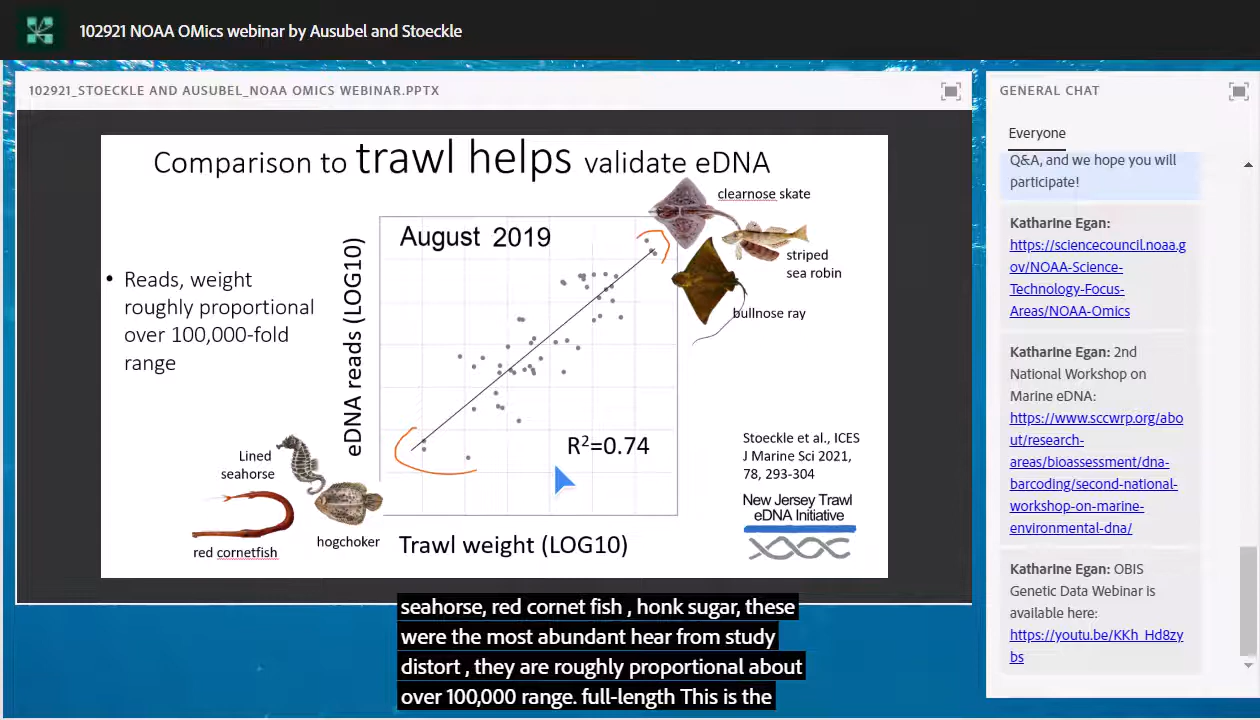 102921 NOAA OMics webinar by Ausubel and Stoeckle
102921_STOECKLE AND AUSUBEL_NOAA OMICS WEBINAR.PPTX
Comparison to trawl helps validate eDNA
• Reads, weight
roughly proportional
over 100,000-fold
range
August 2019
eDNA reads (LOG10)
R²=0.74
Trawl weight (LOG10)
clearnose skate
striped
sea robin
bullnose ray
Lined
seahorse
red cornetfish
hogchoker
Stoeckle et al., ICES
J Marine Sci 2021,
78, 293-304
New Jersey Trawl
eDNA Initiative
seahorse, red cornet fish , honk sugar, these
were the most abundant hear from study
distort , they are roughly proportional about
over 100,000 range. full-length This is the
GENERAL CHAT
Everyone
Q&A, and we hope you will
participate!
Katharine Egan:
https://sciencecouncil.noaa.g
ov/NOAA-Science-
Technology-Focus-
Areas/NOAA-Omics
Katharine Egan: 2nd
National Workshop on
Marine eDNA:
https://www.sccwrp.org/abo
ut/research-
areas/bioassessment/dna-
barcoding/second-national-
workshop-on-marine-
environmental-dna/
Katharine Egan: OBIS
Genetic Data Webinar is
available here:
https://youtu.be/KKh_Hd8zy
bs